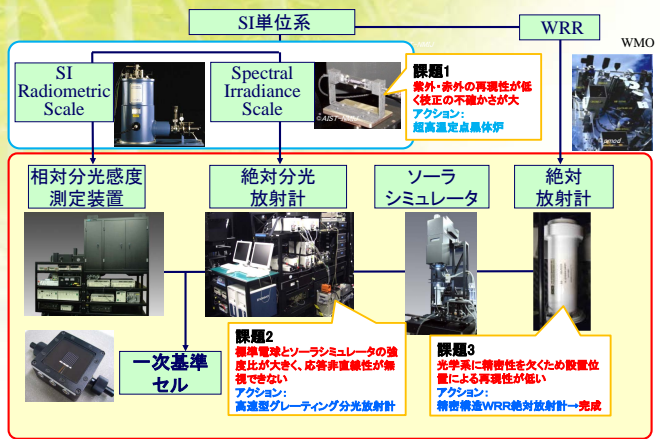 SI単位系
WRR
WMO
SI
Radiometric
Scale
Spectral
Irradiance
Scale
©AIST-NMIJ
課題1
紫外・赤外の再現性が低
く校正の不確かさが大
アクション：
超高温定点黒体炉
pmod
相対分光感度
測定装置
絶対分光
放射計
ソーラ
シミュレータ
絶対
放射計
一次基準
セル
課題2
標準電球とソーラシミュレータの強
度比が大きく、応答非直線性が無
視できない
アクション：
高速型グレーティング分光放射計
課題3
光学系に精密性を欠くため設置位
置による再現性が低い
アクション：
精密構造WRR絶対放射計→完成